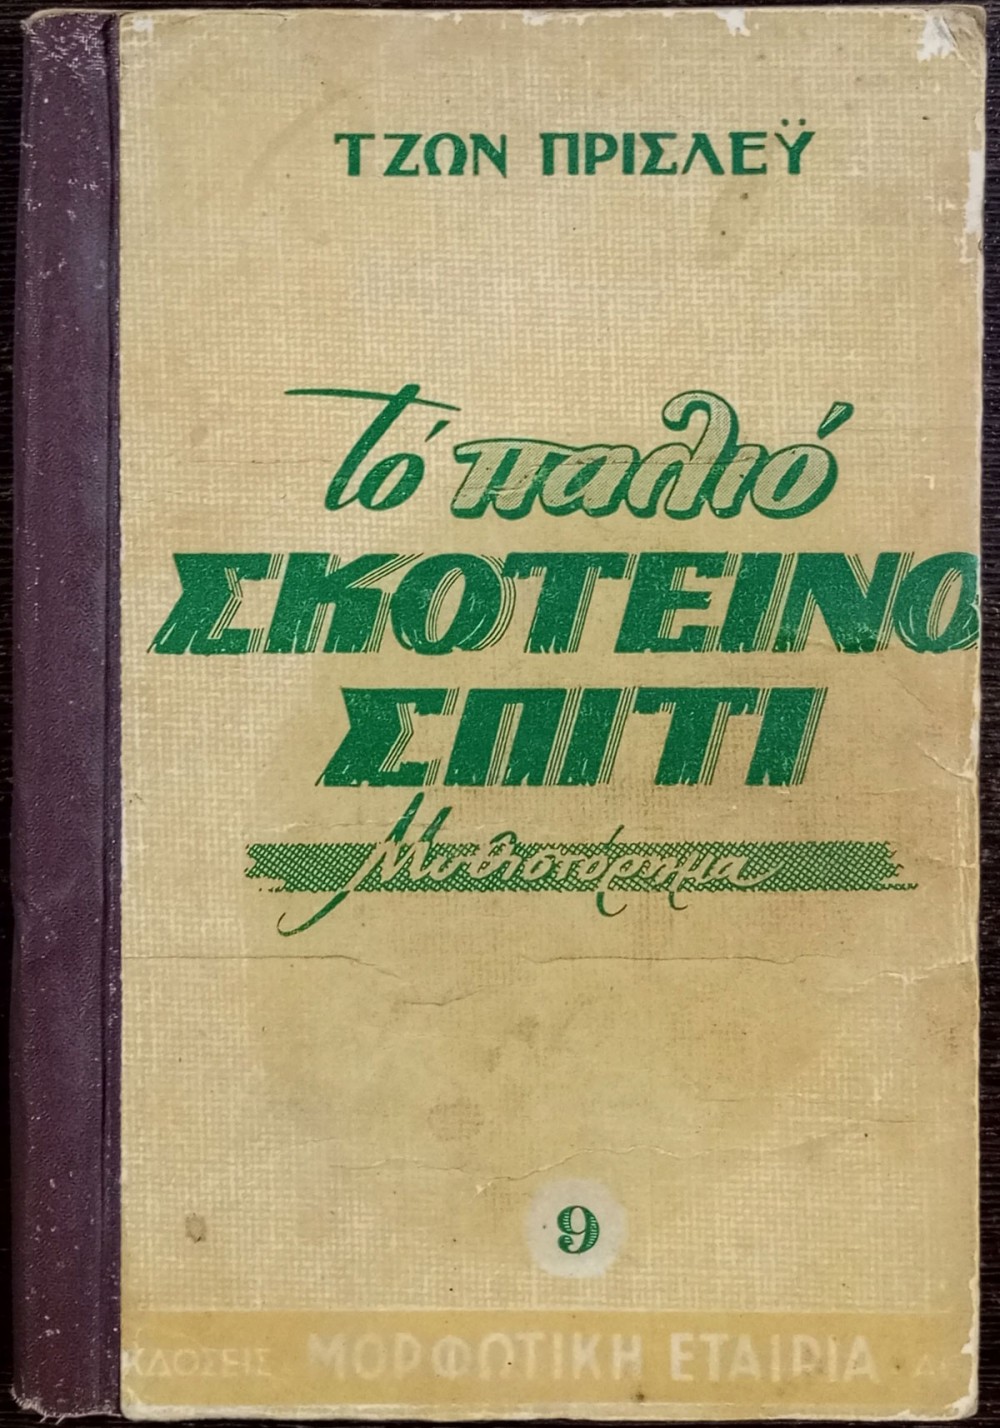 ΤΖΩΝ ΠΡΙΣΛΕΫ
Τό παλιό
ΣΚΟΤΕΙΝΟ
ΣΠΙΤΙ
Μυθιστόρημα
9
ΚΔΟΣΕΙΣ ΜΟΡΦΩΤΙΚΗ ΕΤΑΙΡΙΑ